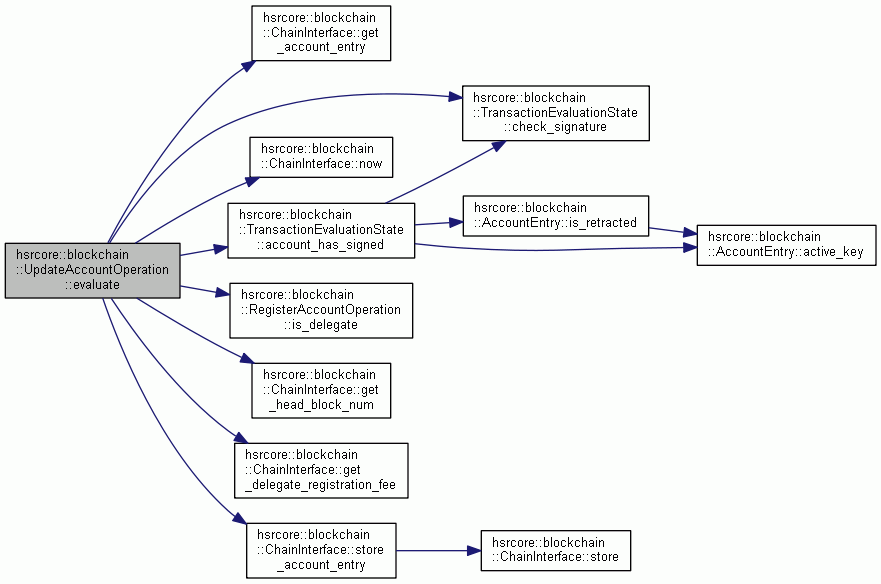 hsrcore::blockchain
::ChainInterface::get
_account_entry
hsrcore::blockchain
::TransactionEvaluationState
::check_signature
hsrcore::blockchain
::ChainInterface::now
hsrcore::blockchain
::TransactionEvaluationState
::account_has_signed
hsrcore::blockchain
::AccountEntry::is_retracted
hsrcore::blockchain
::AccountEntry::active_key
hsrcore::blockchain
::UpdateAccountOperation
::evaluate
hsrcore::blockchain
::RegisterAccountOperation
::is_delegate
hsrcore::blockchain
::ChainInterface::get
_head_block_num
hsrcore::blockchain
::ChainInterface::get
_delegate_registration_fee
hsrcore::blockchain
::ChainInterface::store
_account_entry
hsrcore::blockchain
::ChainInterface::store